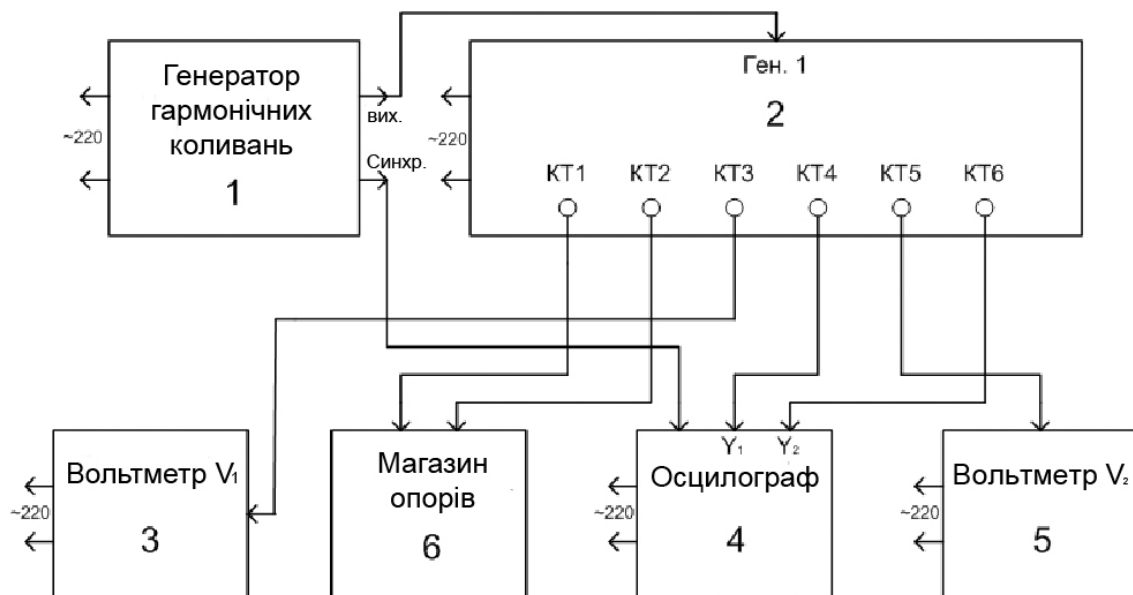 Генератор
гармонічних
коливань
1
~220
вих.
Синхр.
Ген. 1
2
~220
КТ1 КТ2 КТ3 КТ4 КТ5 КТ6
Вольтметр V₁
3
~220
Магазин
опорів
6
Y₁ Y₂
Осцилограф
4
~220
Вольтметр V₂
5
~220